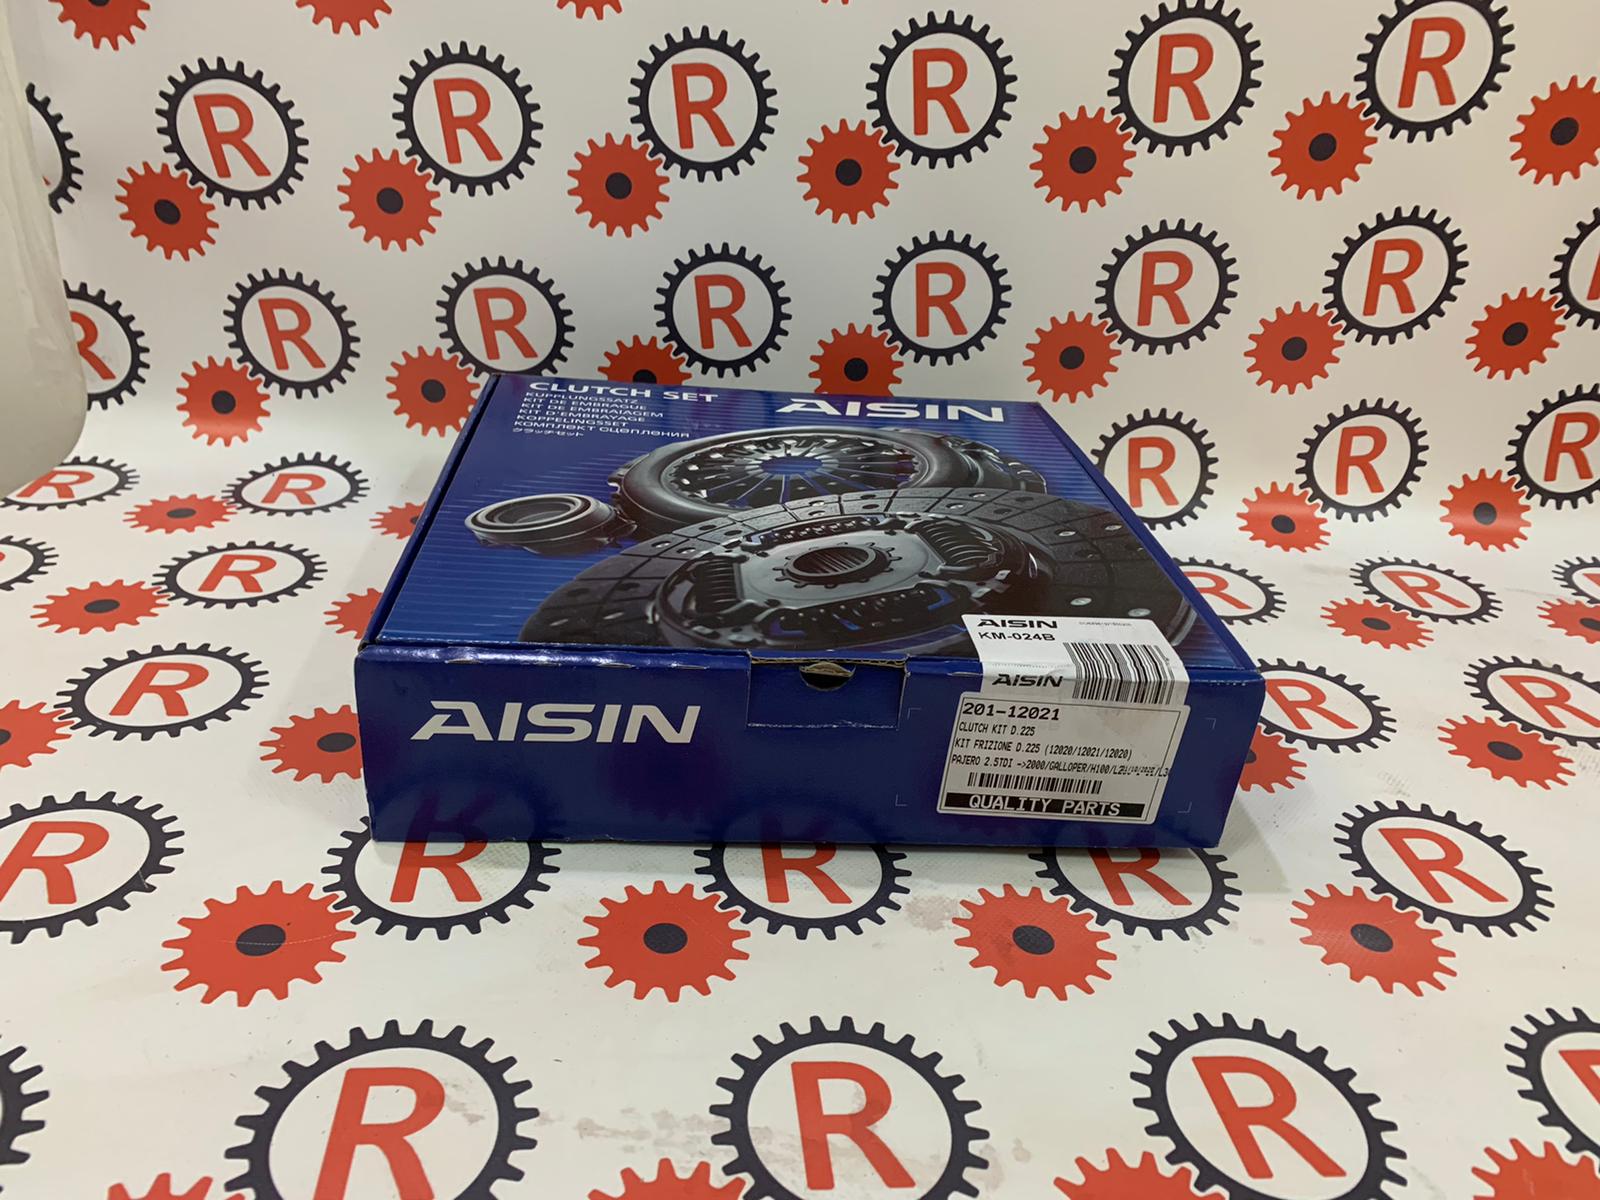 CLUTCH SET
KUPPLUNGSSATZ
KIT DE EMBRAGUE
KIT DE EMBRAIAGEM
KIT D'EMBRAYAGE
KOPPELINGSSET
КОМПЛЕКТ СЦЕПЛЕНИЯ
クラッチセット
AISIN
AISIN
KM-024B
AISIN
AISIN
201-12021
CLUTCH KIT D.225
KIT FRIZIONE D.225 (12020/12021/12020)
PAJERO 2.5TDI ->2000/GALLOPER/H100/
QUALITY PARTS